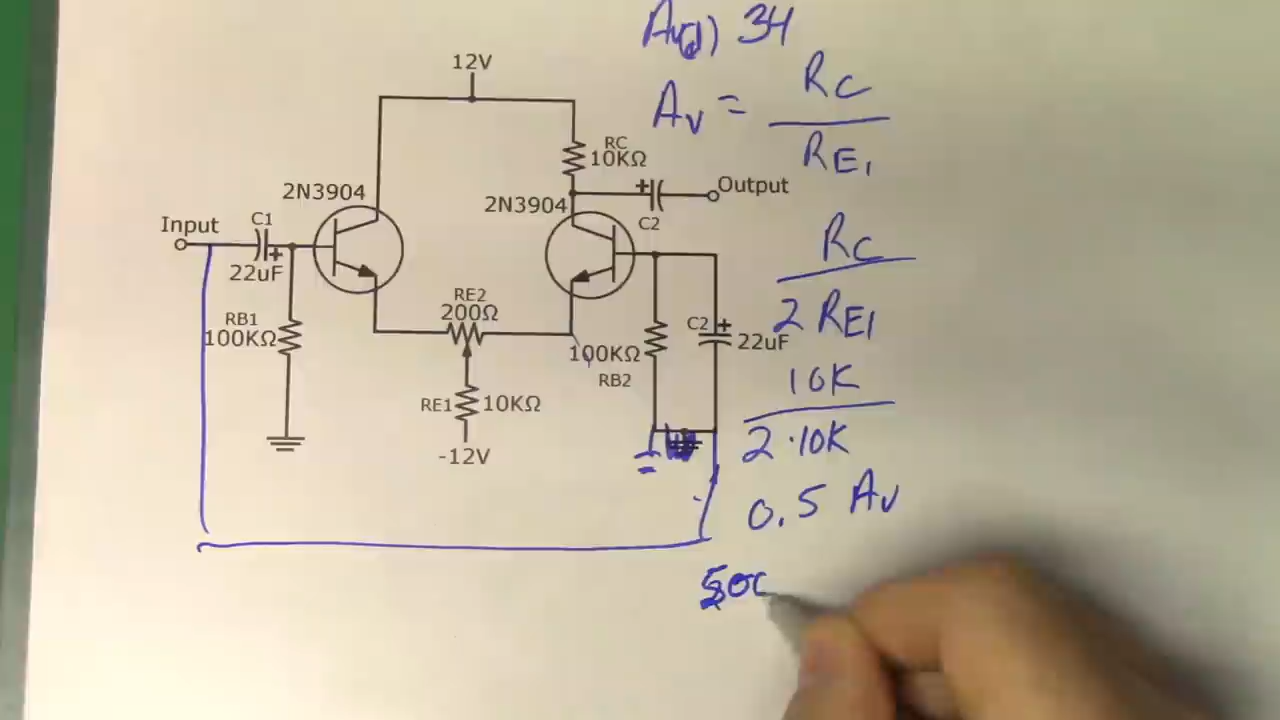 Av(d) 34
12V
Av = RC / RE1
RC
10KΩ
2N3904
2N3904
Output
C2
Input
C1
22uF
RC / 2 RE1
RE2
200Ω
RB1
100KΩ
100KΩ
RB2
C2
22uF
RE1
10KΩ
-12V
10K / 2·10K
0.5 Av